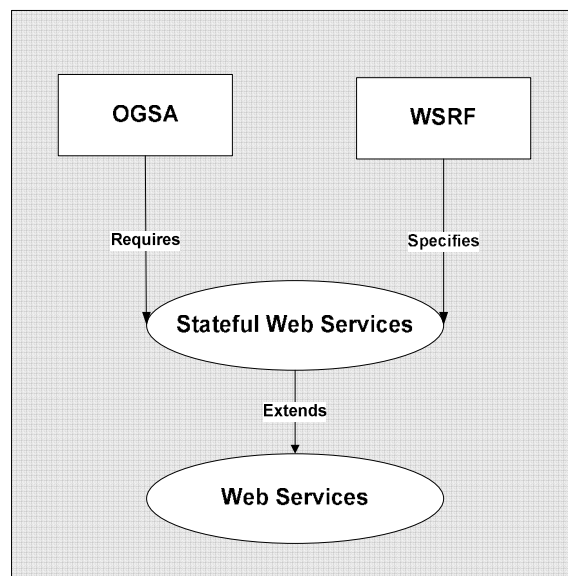 OGSA
WSRF
Requires
Specifies
Stateful Web Services
Extends
Web Services